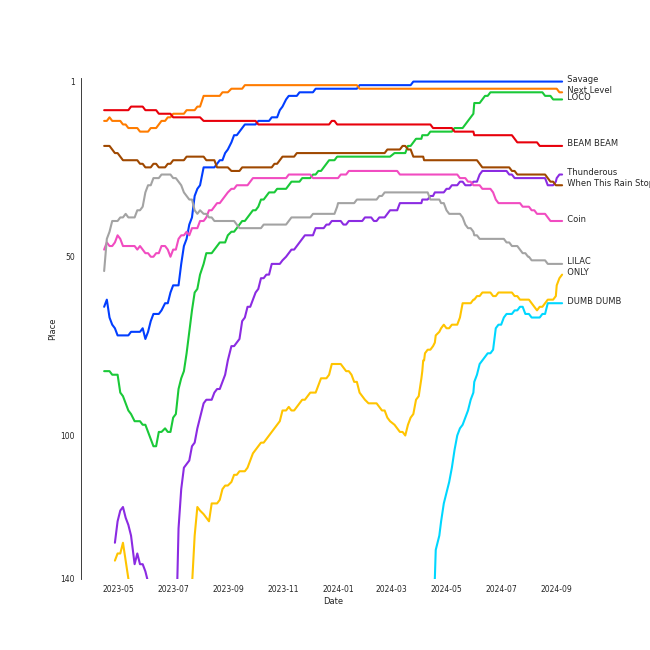 1
50
100
140
Place
2023-05
2023-07
2023-09
2023-11
2024-01
2024-03
2024-05
2024-07
2024-09
Date
Savage
Next Level
LOCO
BEAM BEAM
Thunderous
When This Rain Stop
Coin
LILAC
ONLY
DUMB DUMB